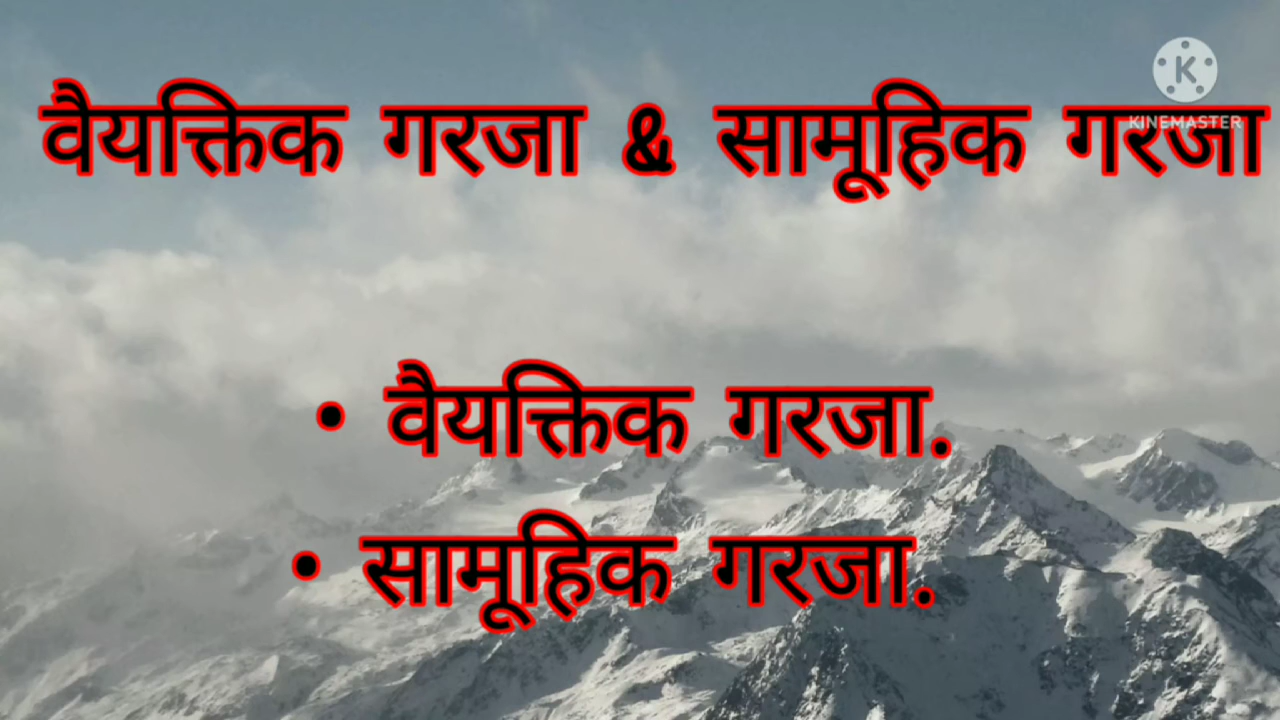 वैयक्तिक गरजा & सामूहिक गरजा
K
KINEMASTER
• वैयक्तिक गरजा.
• सामूहिक गरजा.